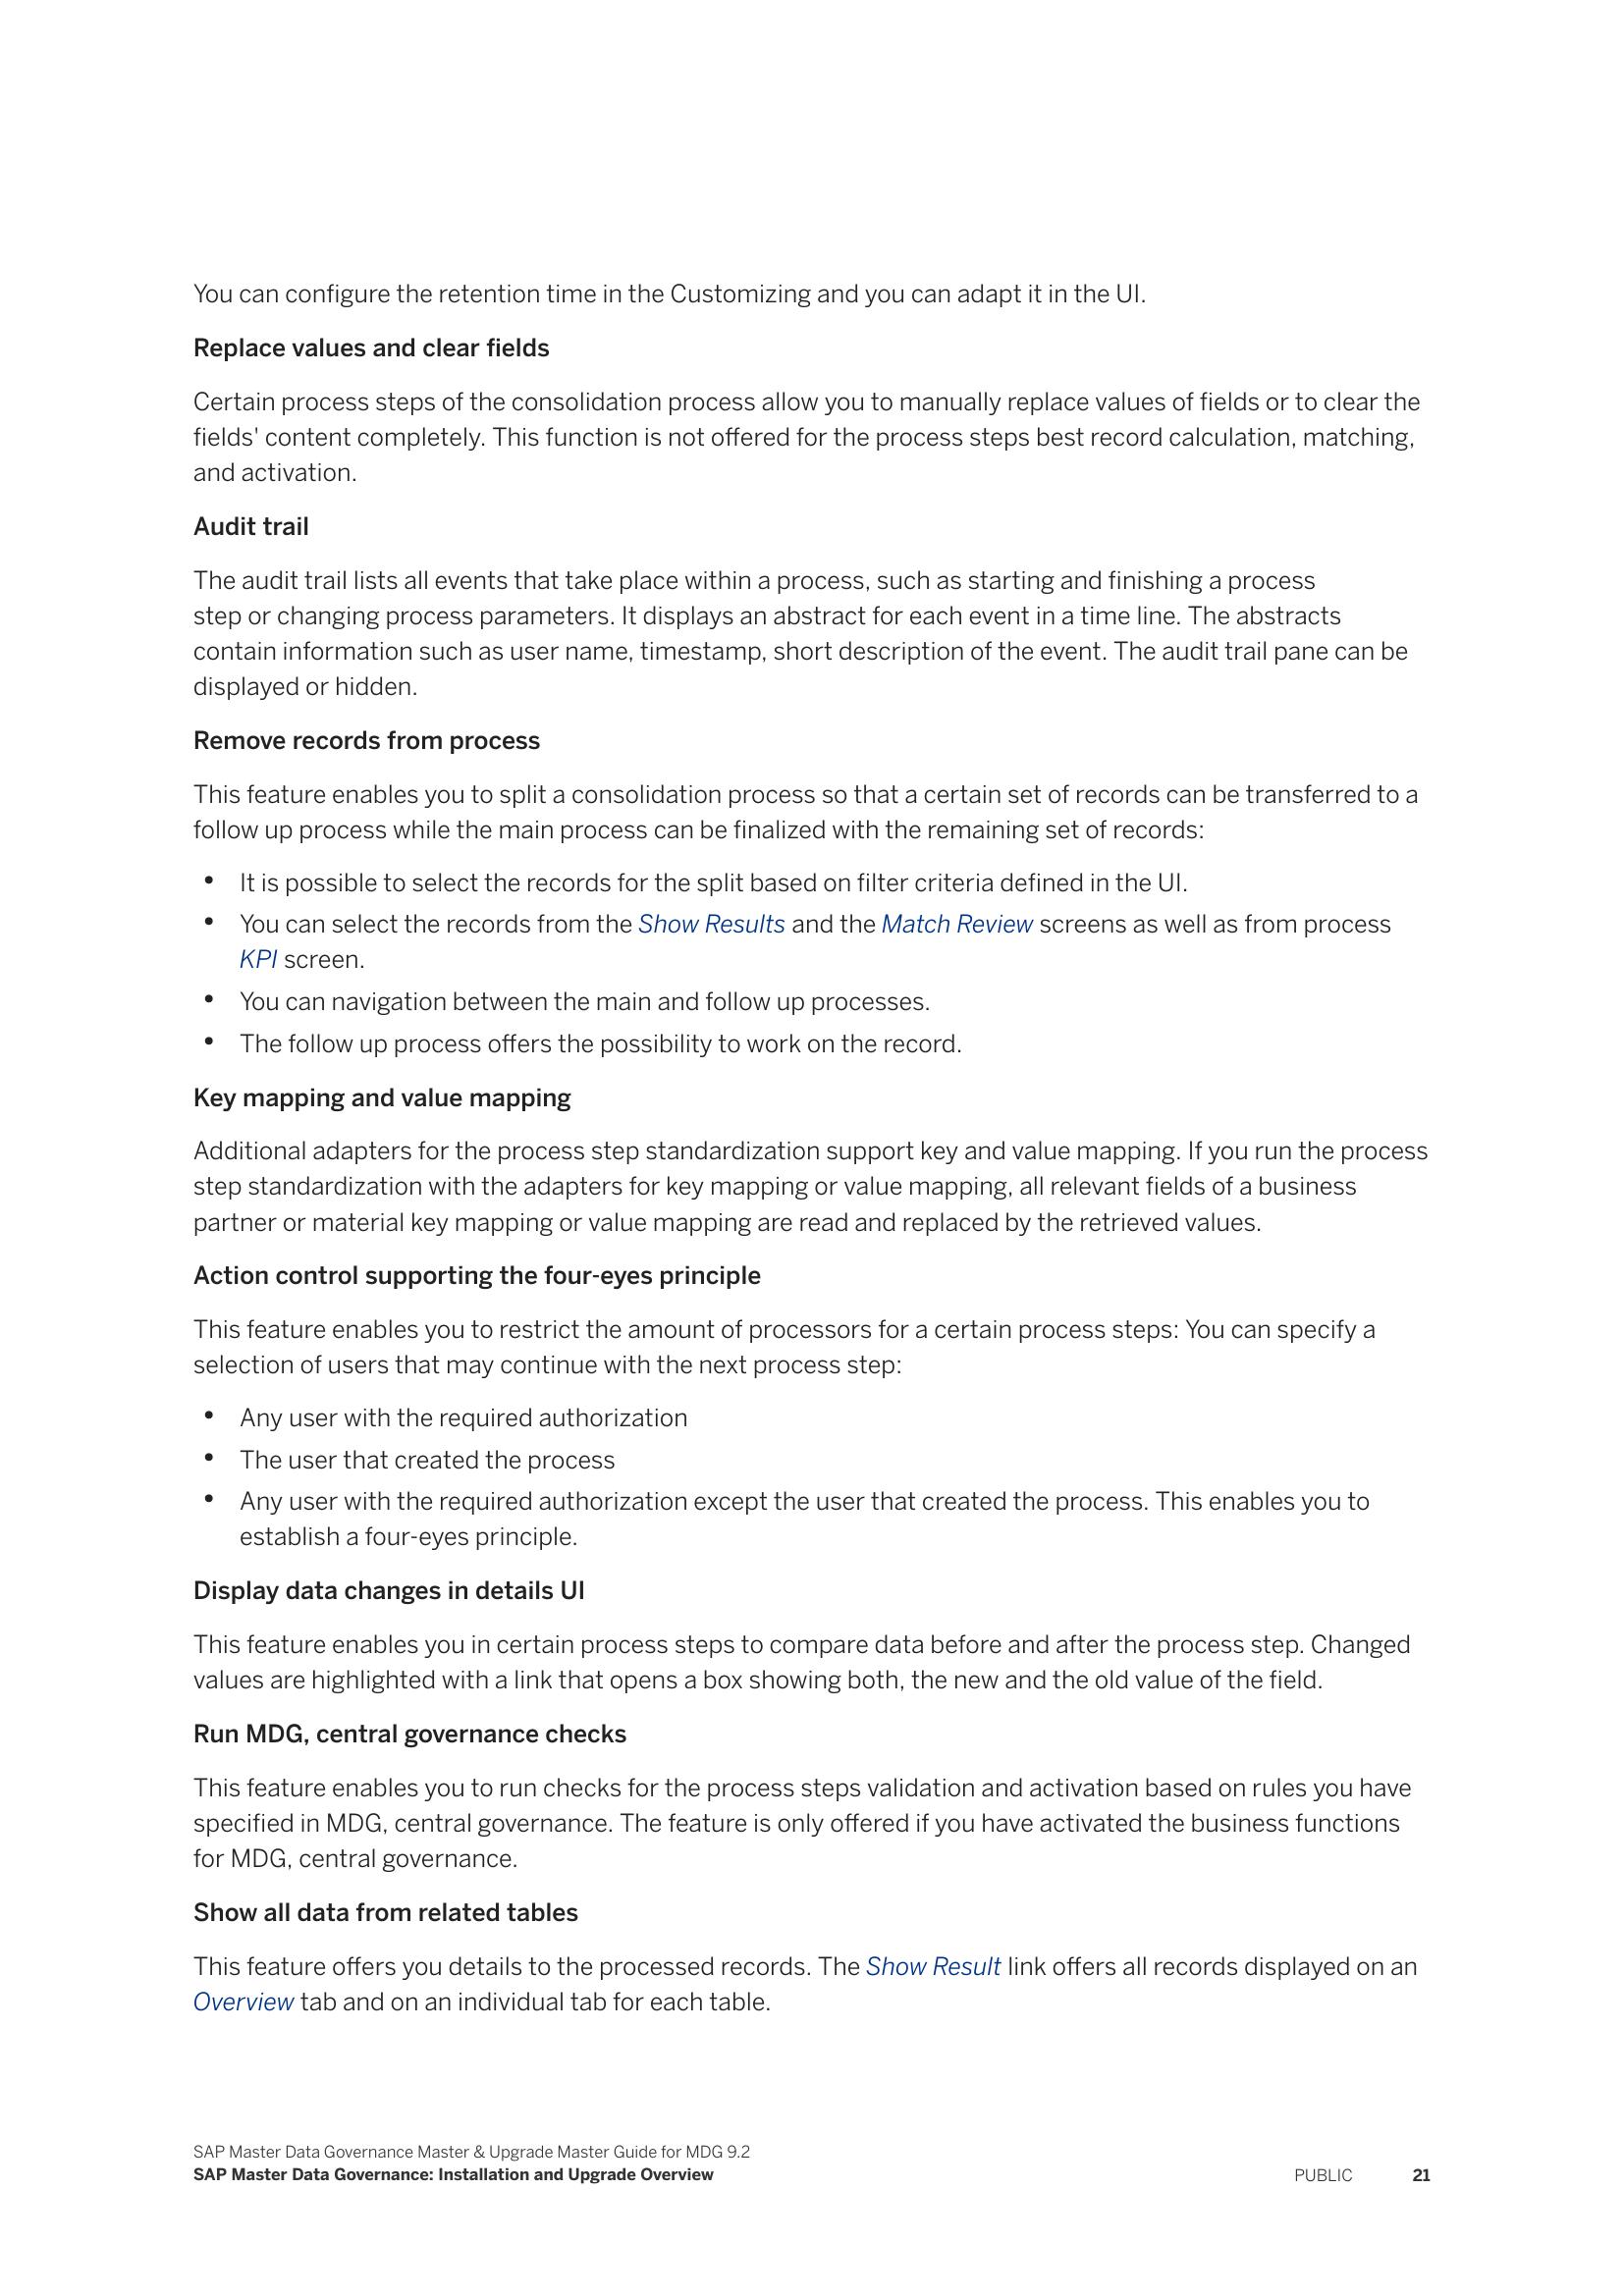 You can configure the retention time in the Customizing and you can adapt it in the UI.
Replace values and clear fields
Certain process steps of the consolidation process allow you to manually replace values of fields or to clear the
fields' content completely. This function is not offered for the process steps best record calculation, matching,
and activation.
Audit trail
The audit trail lists all events that take place within a process, such as starting and finishing a process
step or changing process parameters. It displays an abstract for each event in a time line. The abstracts
contain information such as user name, timestamp, short description of the event. The audit trail pane can be
displayed or hidden.
Remove records from process
This feature enables you to split a consolidation process so that a certain set of records can be transferred to a
follow up process while the main process can be finalized with the remaining set of records:
• It is possible to select the records for the split based on filter criteria defined in the UI.
• You can select the records from the Show Results and the Match Review screens as well as from process
KPI screen.
• You can navigation between the main and follow up processes.
• The follow up process offers the possibility to work on the record.
Key mapping and value mapping
Additional adapters for the process step standardization support key and value mapping. If you run the process
step standardization with the adapters for key mapping or value mapping, all relevant fields of a business
partner or material key mapping or value mapping are read and replaced by the retrieved values.
Action control supporting the four-eyes principle
This feature enables you to restrict the amount of processors for a certain process steps: You can specify a
selection of users that may continue with the next process step:
• Any user with the required authorization
• The user that created the process
• Any user with the required authorization except the user that created the process. This enables you to
establish a four-eyes principle.
Display data changes in details UI
This feature enables you in certain process steps to compare data before and after the process step. Changed
values are highlighted with a link that opens a box showing both, the new and the old value of the field.
Run MDG, central governance checks
This feature enables you to run checks for the process steps validation and activation based on rules you have
specified in MDG, central governance. The feature is only offered if you have activated the business functions
for MDG, central governance.
Show all data from related tables
This feature offers you details to the processed records. The Show Result link offers all records displayed on an
Overview tab and on an individual tab for each table.
SAP Master Data Governance Master & Upgrade Master Guide for MDG 9.2
SAP Master Data Governance: Installation and Upgrade Overview PUBLIC 21